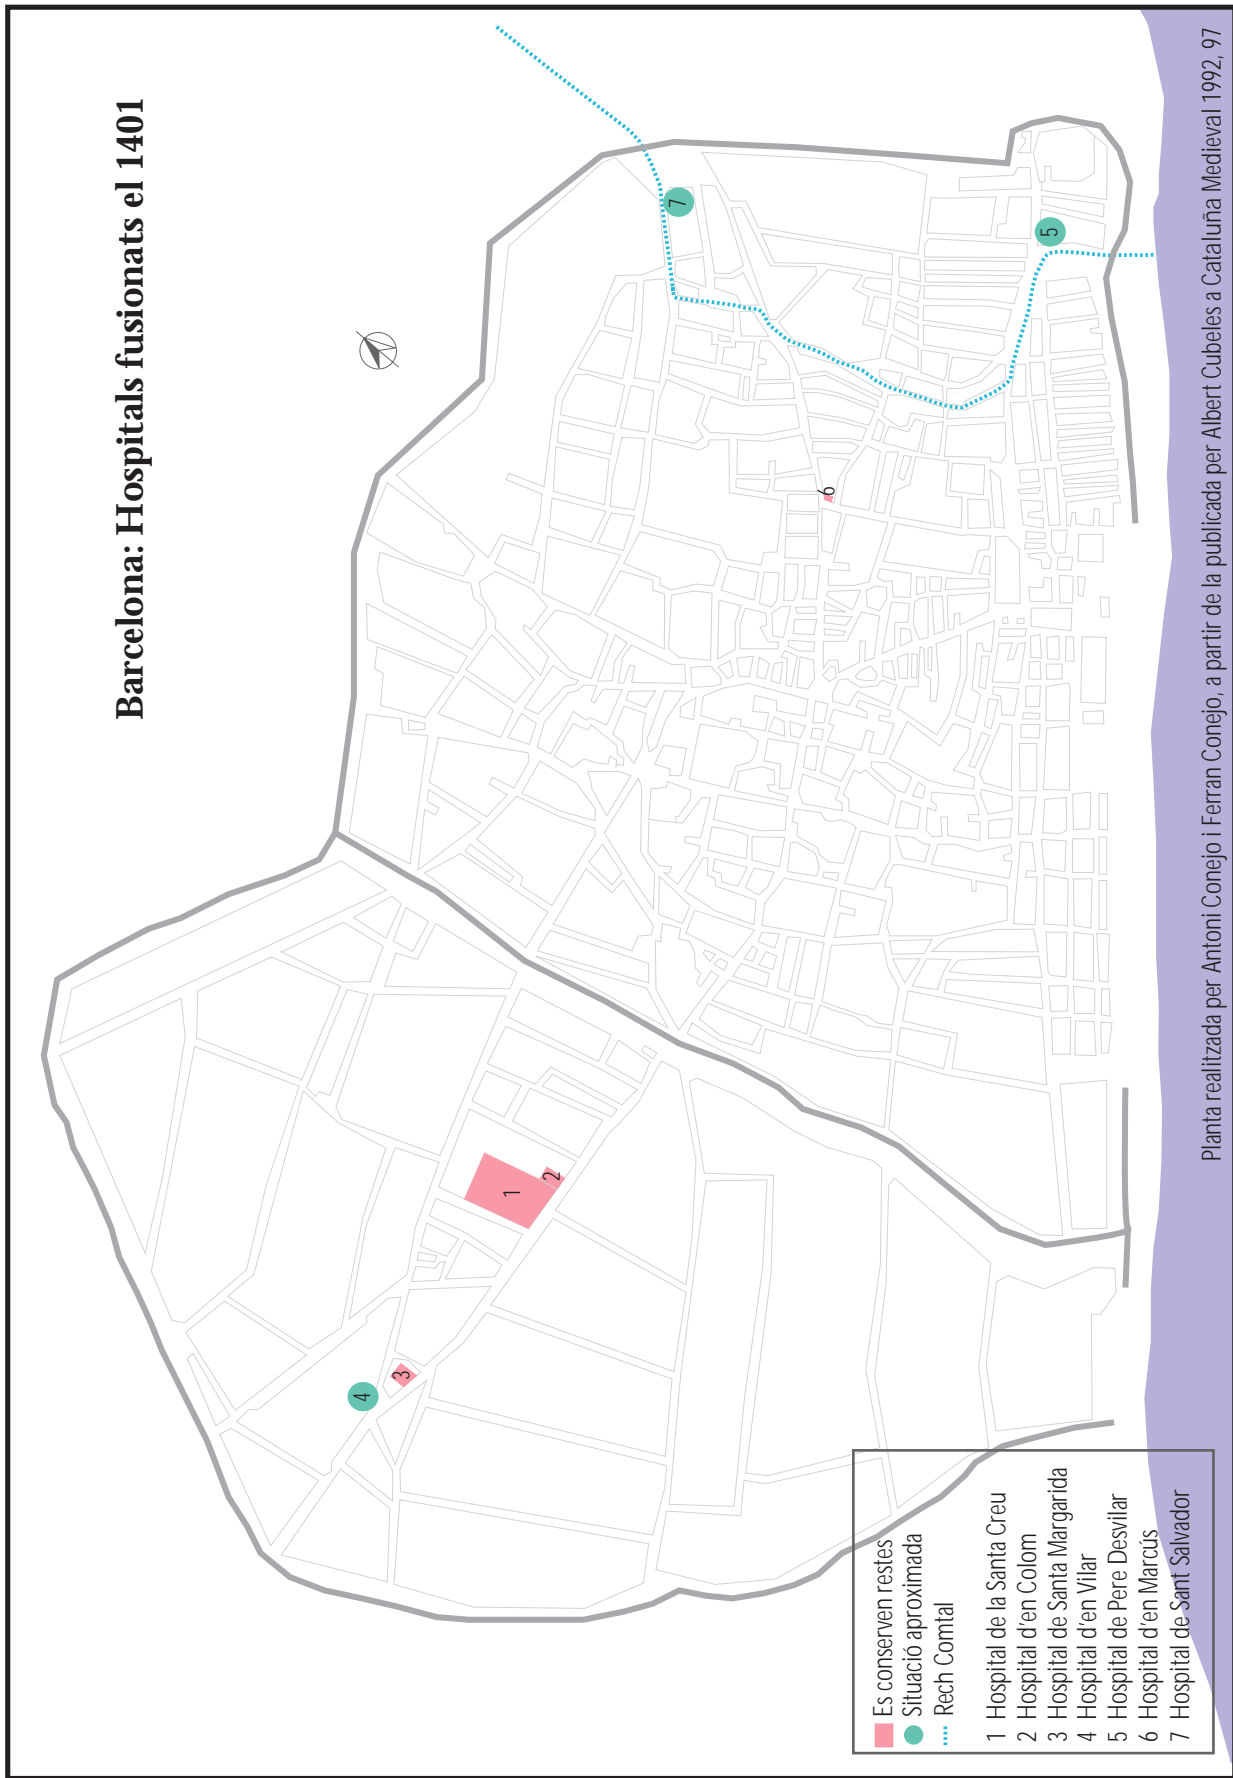 Barcelona: Hospitals fusionats el 1401
7
5
6
1
2
3
4
Es conserven restes
Situació aproximada
Rech Comtal
1 Hospital de la Santa Creu
2 Hospital d'en Colom
3 Hospital de Santa Margarida
4 Hospital d'en Vilar
5 Hospital de Pere Desvilar
6 Hospital d'en Marcús
7 Hospital de Sant Salvador
Planta realitzada per Antoni Conejo i Ferran Conejo, a partir de la publicada per Albert Cubeles a Cataluña Medieval 1992, 97